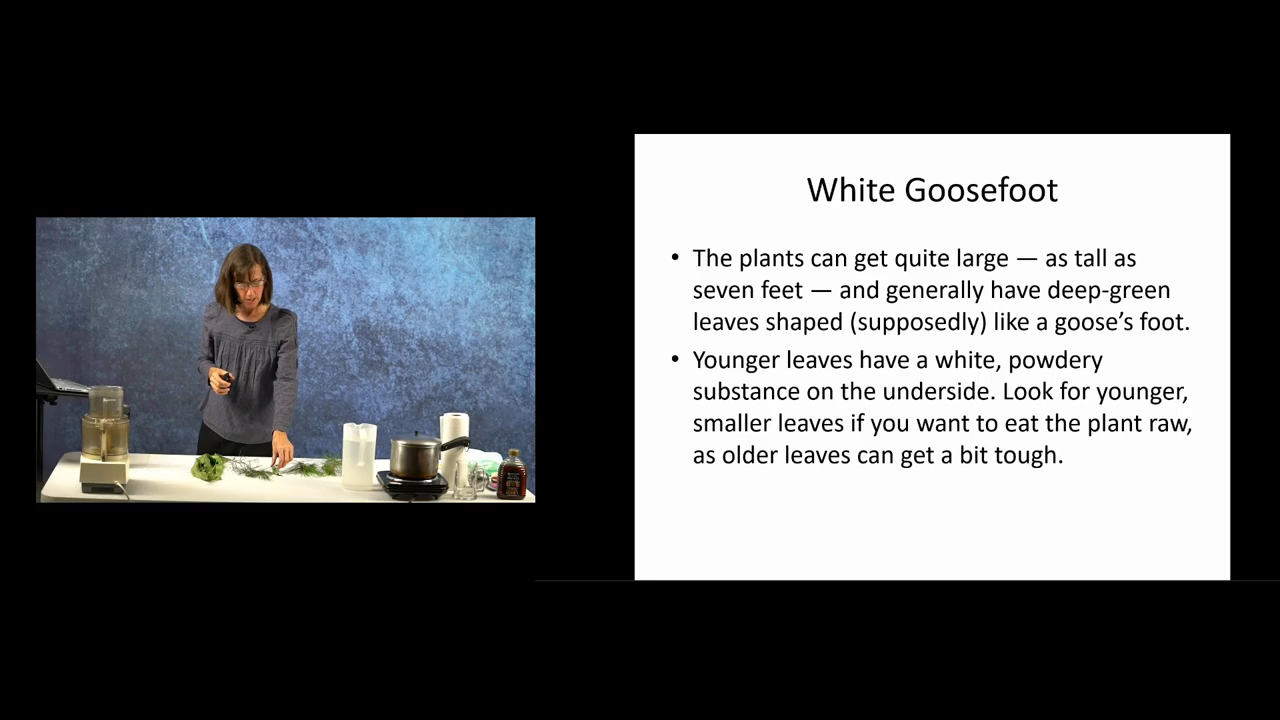 White Goosefoot
• The plants can get quite large — as tall as
seven feet — and generally have deep-green
leaves shaped (supposedly) like a goose’s foot.
• Younger leaves have a white, powdery
substance on the underside. Look for younger,
smaller leaves if you want to eat the plant raw,
as older leaves can get a bit tough.